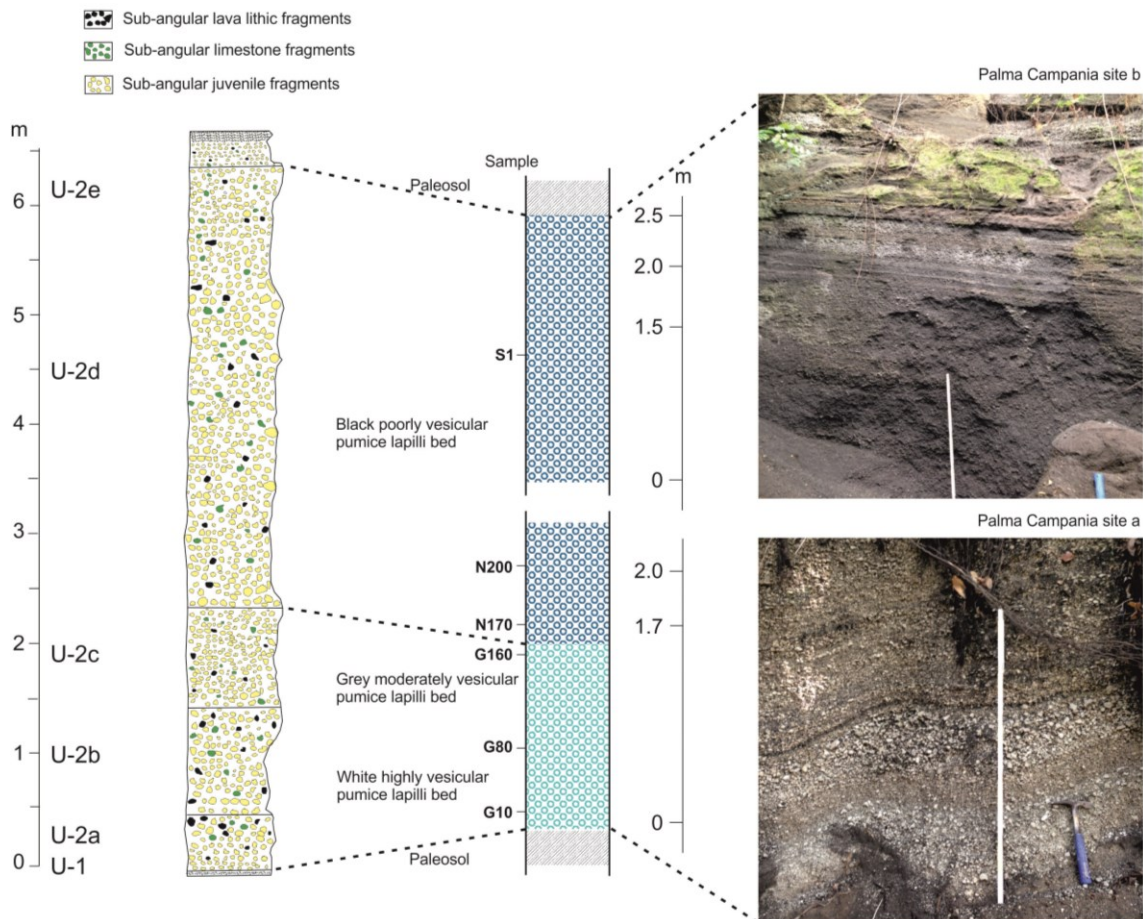 Sub-angular lava lithic fragments
Sub-angular limestone fragments
Sub-angular juvenile fragments
m
6
5
4
3
2
1
0
U-2e
U-2d
U-2c
U-2b
U-2a
U-1
Paleosol
Black poorly vesicular
pumice lapilli bed
Grey moderately vesicular
pumice lapilli bed
White highly vesicular
pumice lapilli bed
Paleosol
Sample
S1
N200
N170
G160
G80
G10
m
2.5
2.0
1.5
0
2.0
1.7
0
Palma Campania site b
Palma Campania site a